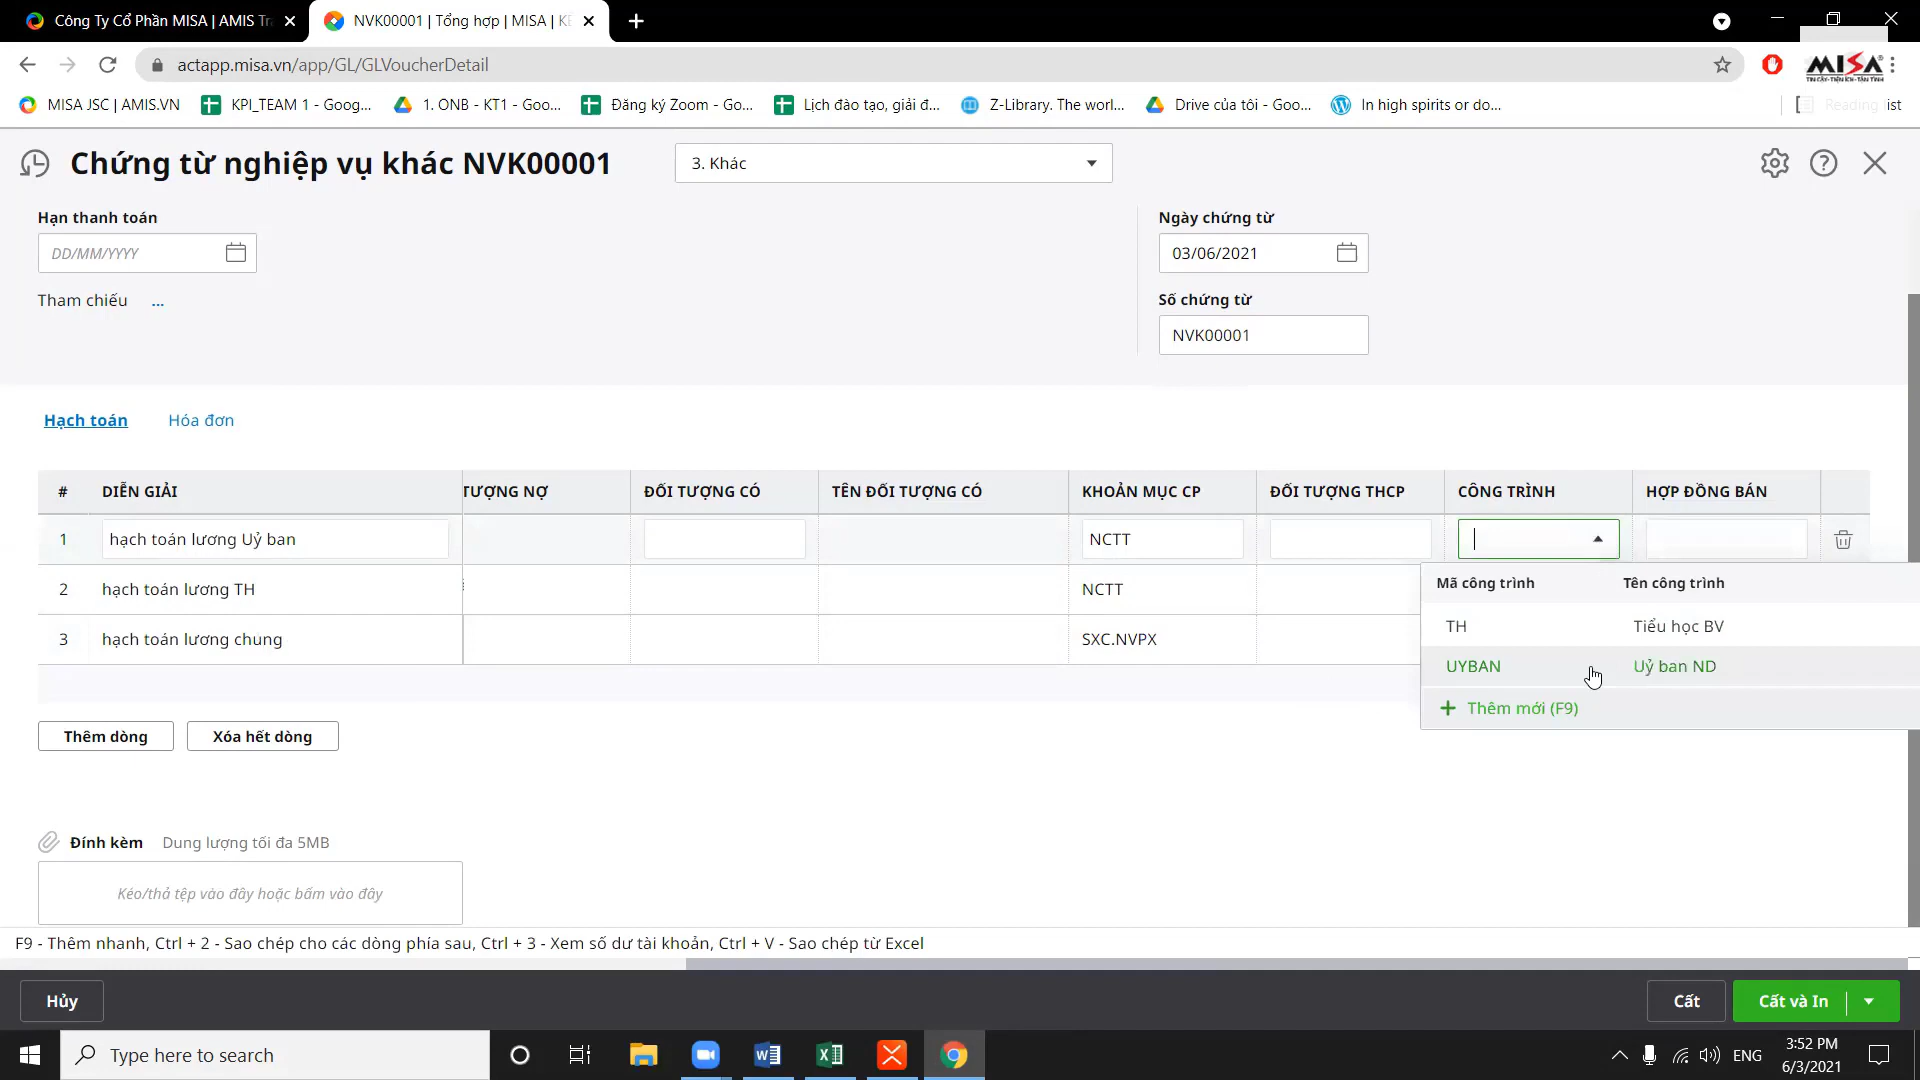 Công Ty Cổ Phần MISA | AMIS Tr
NVK00001 | Tổng hợp | MISA | KẾ
actapp.misa.vn/app/GL/GLVoucherDetail
MISA
TIN CẬY-TIỆN ÍCH-TẬN TÌNH
MISA JSC | AMIS.VN
KPI_TEAM 1 - Goog...
1. ONB - KT1 - Goo...
Đăng ký Zoom - Go...
Lịch đào tạo, giải đ...
Z-Library. The worl...
Drive của tôi - Goo...
In high spirits or do...
Reading list
Chứng từ nghiệp vụ khác NVK00001
3. Khác
Hạn thanh toán
DD/MM/YYYY
Ngày chứng từ
03/06/2021
Tham chiếu ...
Số chứng từ
NVK00001
Hạch toán
Hóa đơn
# DIỄN GIẢI TƯỢNG NỢ ĐỐI TƯỢNG CÓ TÊN ĐỐI TƯỢNG CÓ KHOẢN MỤC CP ĐỐI TƯỢNG THCP CÔNG TRÌNH HỢP ĐỒNG BÁN
1 hạch toán lương Uỷ ban NCTT
2 hạch toán lương TH NCTT
3 hạch toán lương chung SXC.NVPX
Mã công trình Tên công trình
TH Tiểu học BV
UYBAN Uỷ ban ND
Thêm mới (F9)
Thêm dòng
Xóa hết dòng
Đính kèm Dung lượng tối đa 5MB
Kéo/thả tệp vào đây hoặc bấm vào đây
F9 - Thêm nhanh, Ctrl + 2 - Sao chép cho các dòng phía sau, Ctrl + 3 - Xem số dư tài khoản, Ctrl + V - Sao chép từ Excel
Hủy
Cất
Cất và In
Type here to search
ENG
3:52 PM
6/3/2021